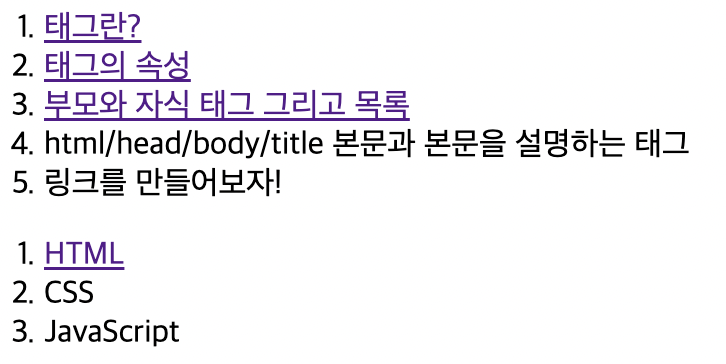 1. 태그란?
2. 태그의 속성
3. 부모와 자식 태그 그리고 목록
4. html/head/body/title 본문과 본문을 설명하는 태그
5. 링크를 만들어보자!
1. HTML
2. CSS
3. JavaScript